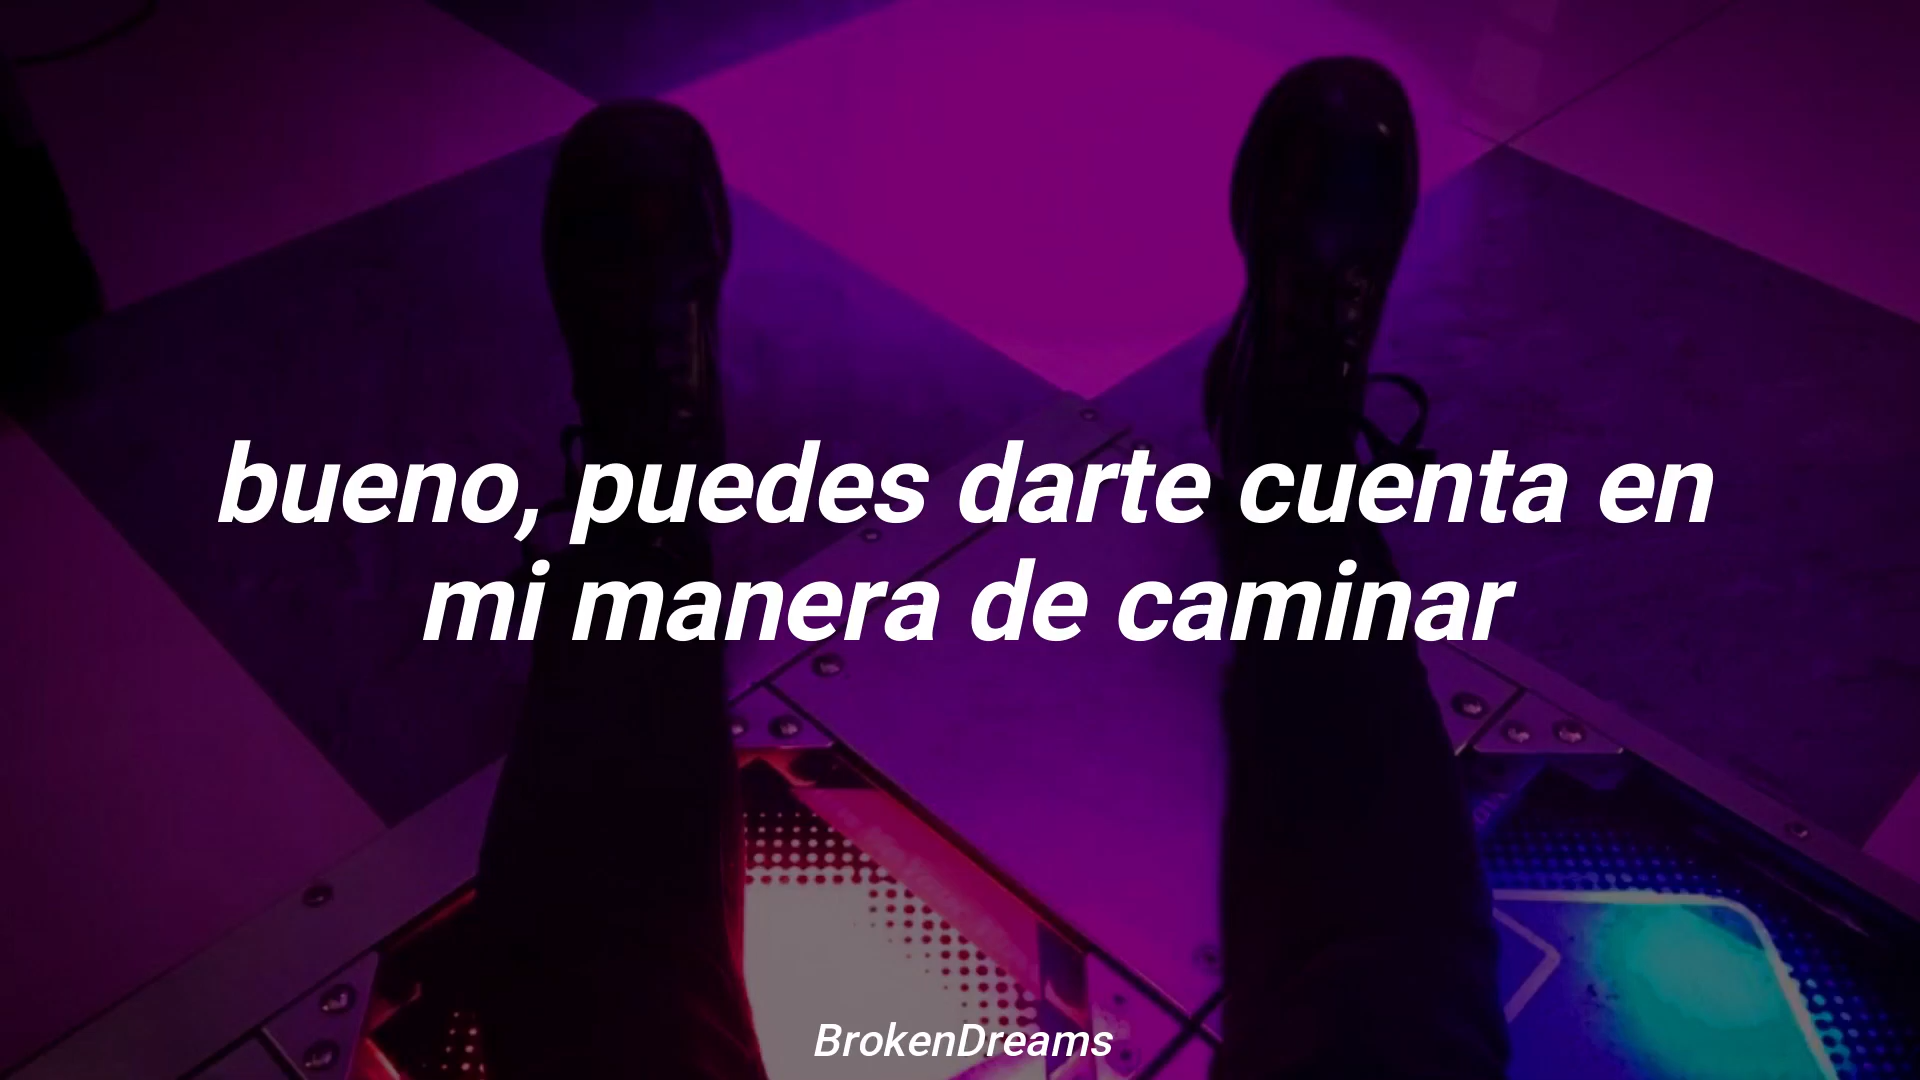 bueno, puedes darte cuenta en
mi manera de caminar
BrokenDreams